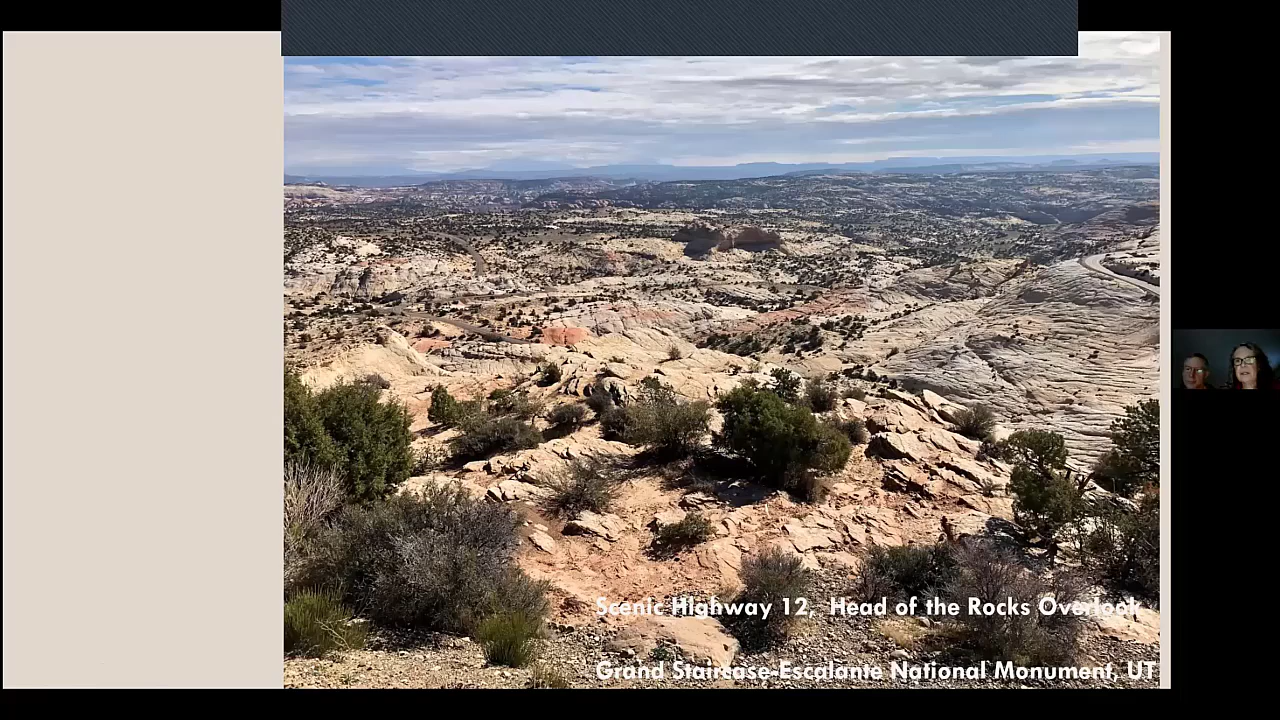 Scenic Highway 12, Head of the Rocks Overlook
Grand Staircase-Escalante National Monument, UT